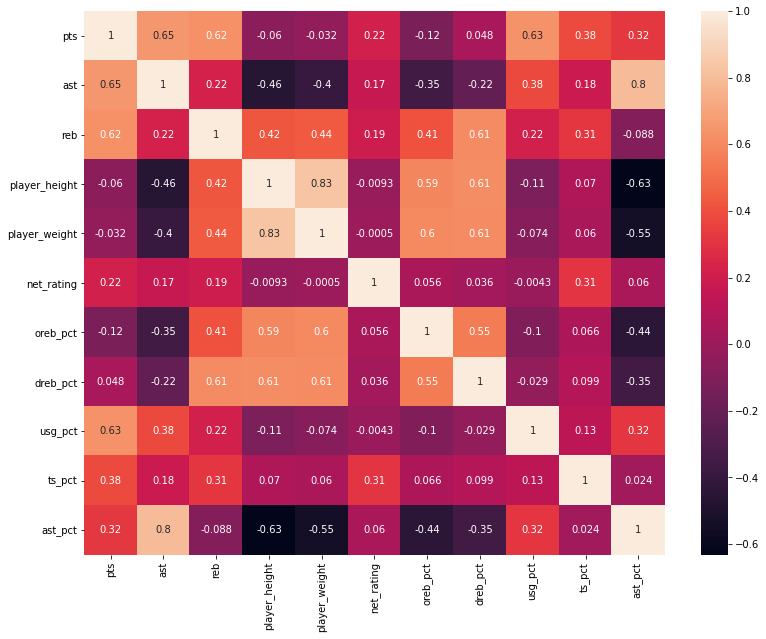 pts 1 0.65 0.62 -0.06 -0.032 0.22 -0.12 0.048 0.63 0.38 0.32
ast 0.65 1 0.22 -0.46 -0.4 0.17 -0.35 -0.22 0.38 0.18 0.8
reb 0.62 0.22 1 0.42 0.44 0.19 0.41 0.61 0.22 0.31 -0.088
player_height -0.06 -0.46 0.42 1 0.83 -0.0093 0.59 0.61 -0.11 0.07 -0.63
player_weight -0.032 -0.4 0.44 0.83 1 -0.0005 0.6 0.61 -0.074 0.06 -0.55
net_rating 0.22 0.17 0.19 -0.0093 -0.0005 1 0.056 0.036 -0.0043 0.31 0.06
oreb_pct -0.12 -0.35 0.41 0.59 0.6 0.056 1 0.55 -0.1 0.066 -0.44
dreb_pct 0.048 -0.22 0.61 0.61 0.61 0.036 0.55 1 -0.029 0.099 -0.35
usg_pct 0.63 0.38 0.22 -0.11 -0.074 -0.0043 -0.1 -0.029 1 0.13 0.32
ts_pct 0.38 0.18 0.31 0.07 0.06 0.31 0.066 0.099 0.13 1 0.024
ast_pct 0.32 0.8 -0.088 -0.63 -0.55 0.06 -0.44 -0.35 0.32 0.024 1
pts ast reb player_height player_weight net_rating oreb_pct dreb_pct usg_pct ts_pct ast_pct
1.0
0.8
0.6
0.4
0.2
0.0
−0.2
−0.4
−0.6